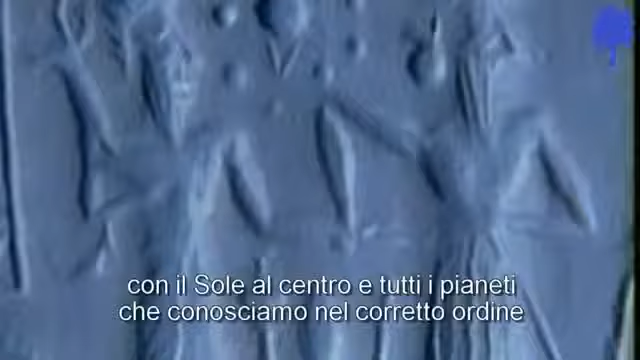 con il Sole al centro e tutti i pianeti
che conosciamo nel corretto ordine